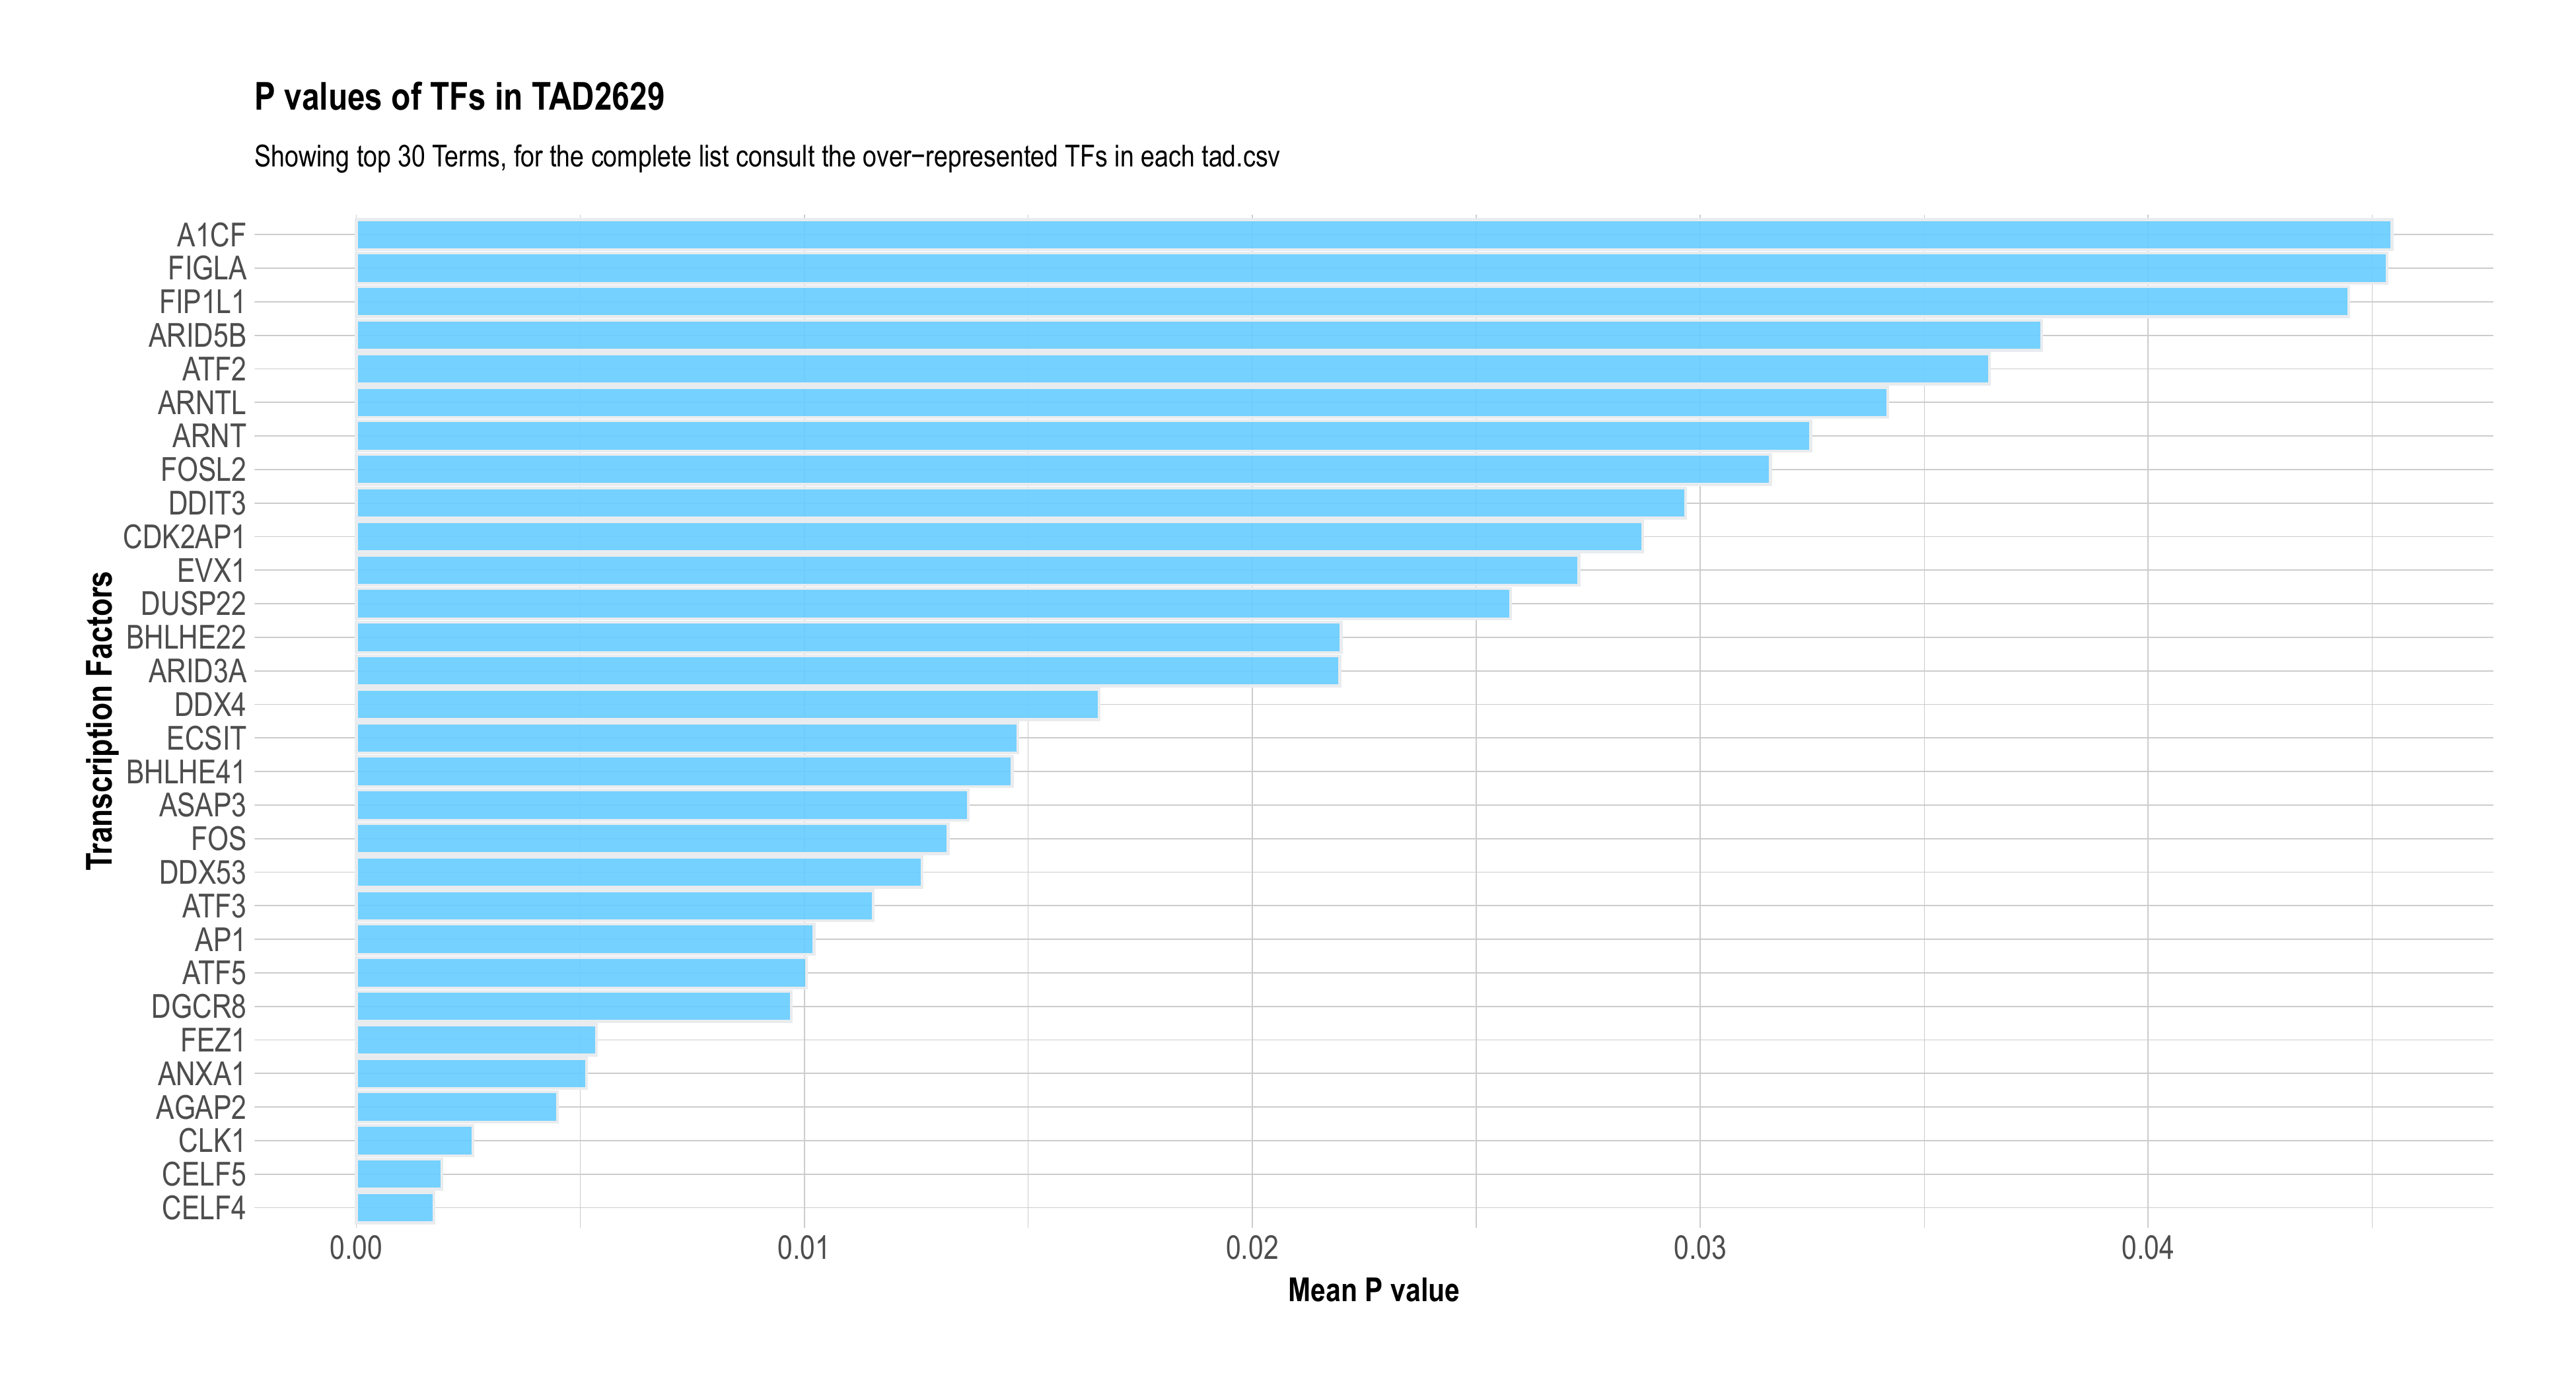 P values of TFs in TAD2629
Showing top 30 Terms, for the complete list consult the over−represented TFs in each tad.csv
Transcription Factors
A1CF
FIGLA
FIP1L1
ARID5B
ATF2
ARNTL
ARNT
FOSL2
DDIT3
CDK2AP1
EVX1
DUSP22
BHLHE22
ARID3A
DDX4
ECSIT
BHLHE41
ASAP3
FOS
DDX53
ATF3
AP1
ATF5
DGCR8
FEZ1
ANXA1
AGAP2
CLK1
CELF5
CELF4
0.00 0.01 0.02 0.03 0.04
Mean P value